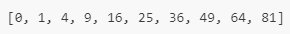 [0, 1, 4, 9, 16, 25, 36, 49, 64, 81]